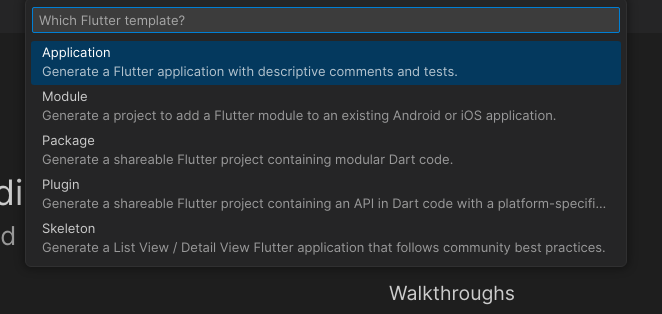 Which Flutter template?
Application
Generate a Flutter application with descriptive comments and tests.
Module
Generate a project to add a Flutter module to an existing Android or iOS application.
Package
Generate a shareable Flutter project containing modular Dart code.
Plugin
Generate a shareable Flutter project containing an API in Dart code with a platform-specifi...
Skeleton
Generate a List View / Detail View Flutter application that follows community best practices.
di
d
Walkthroughs